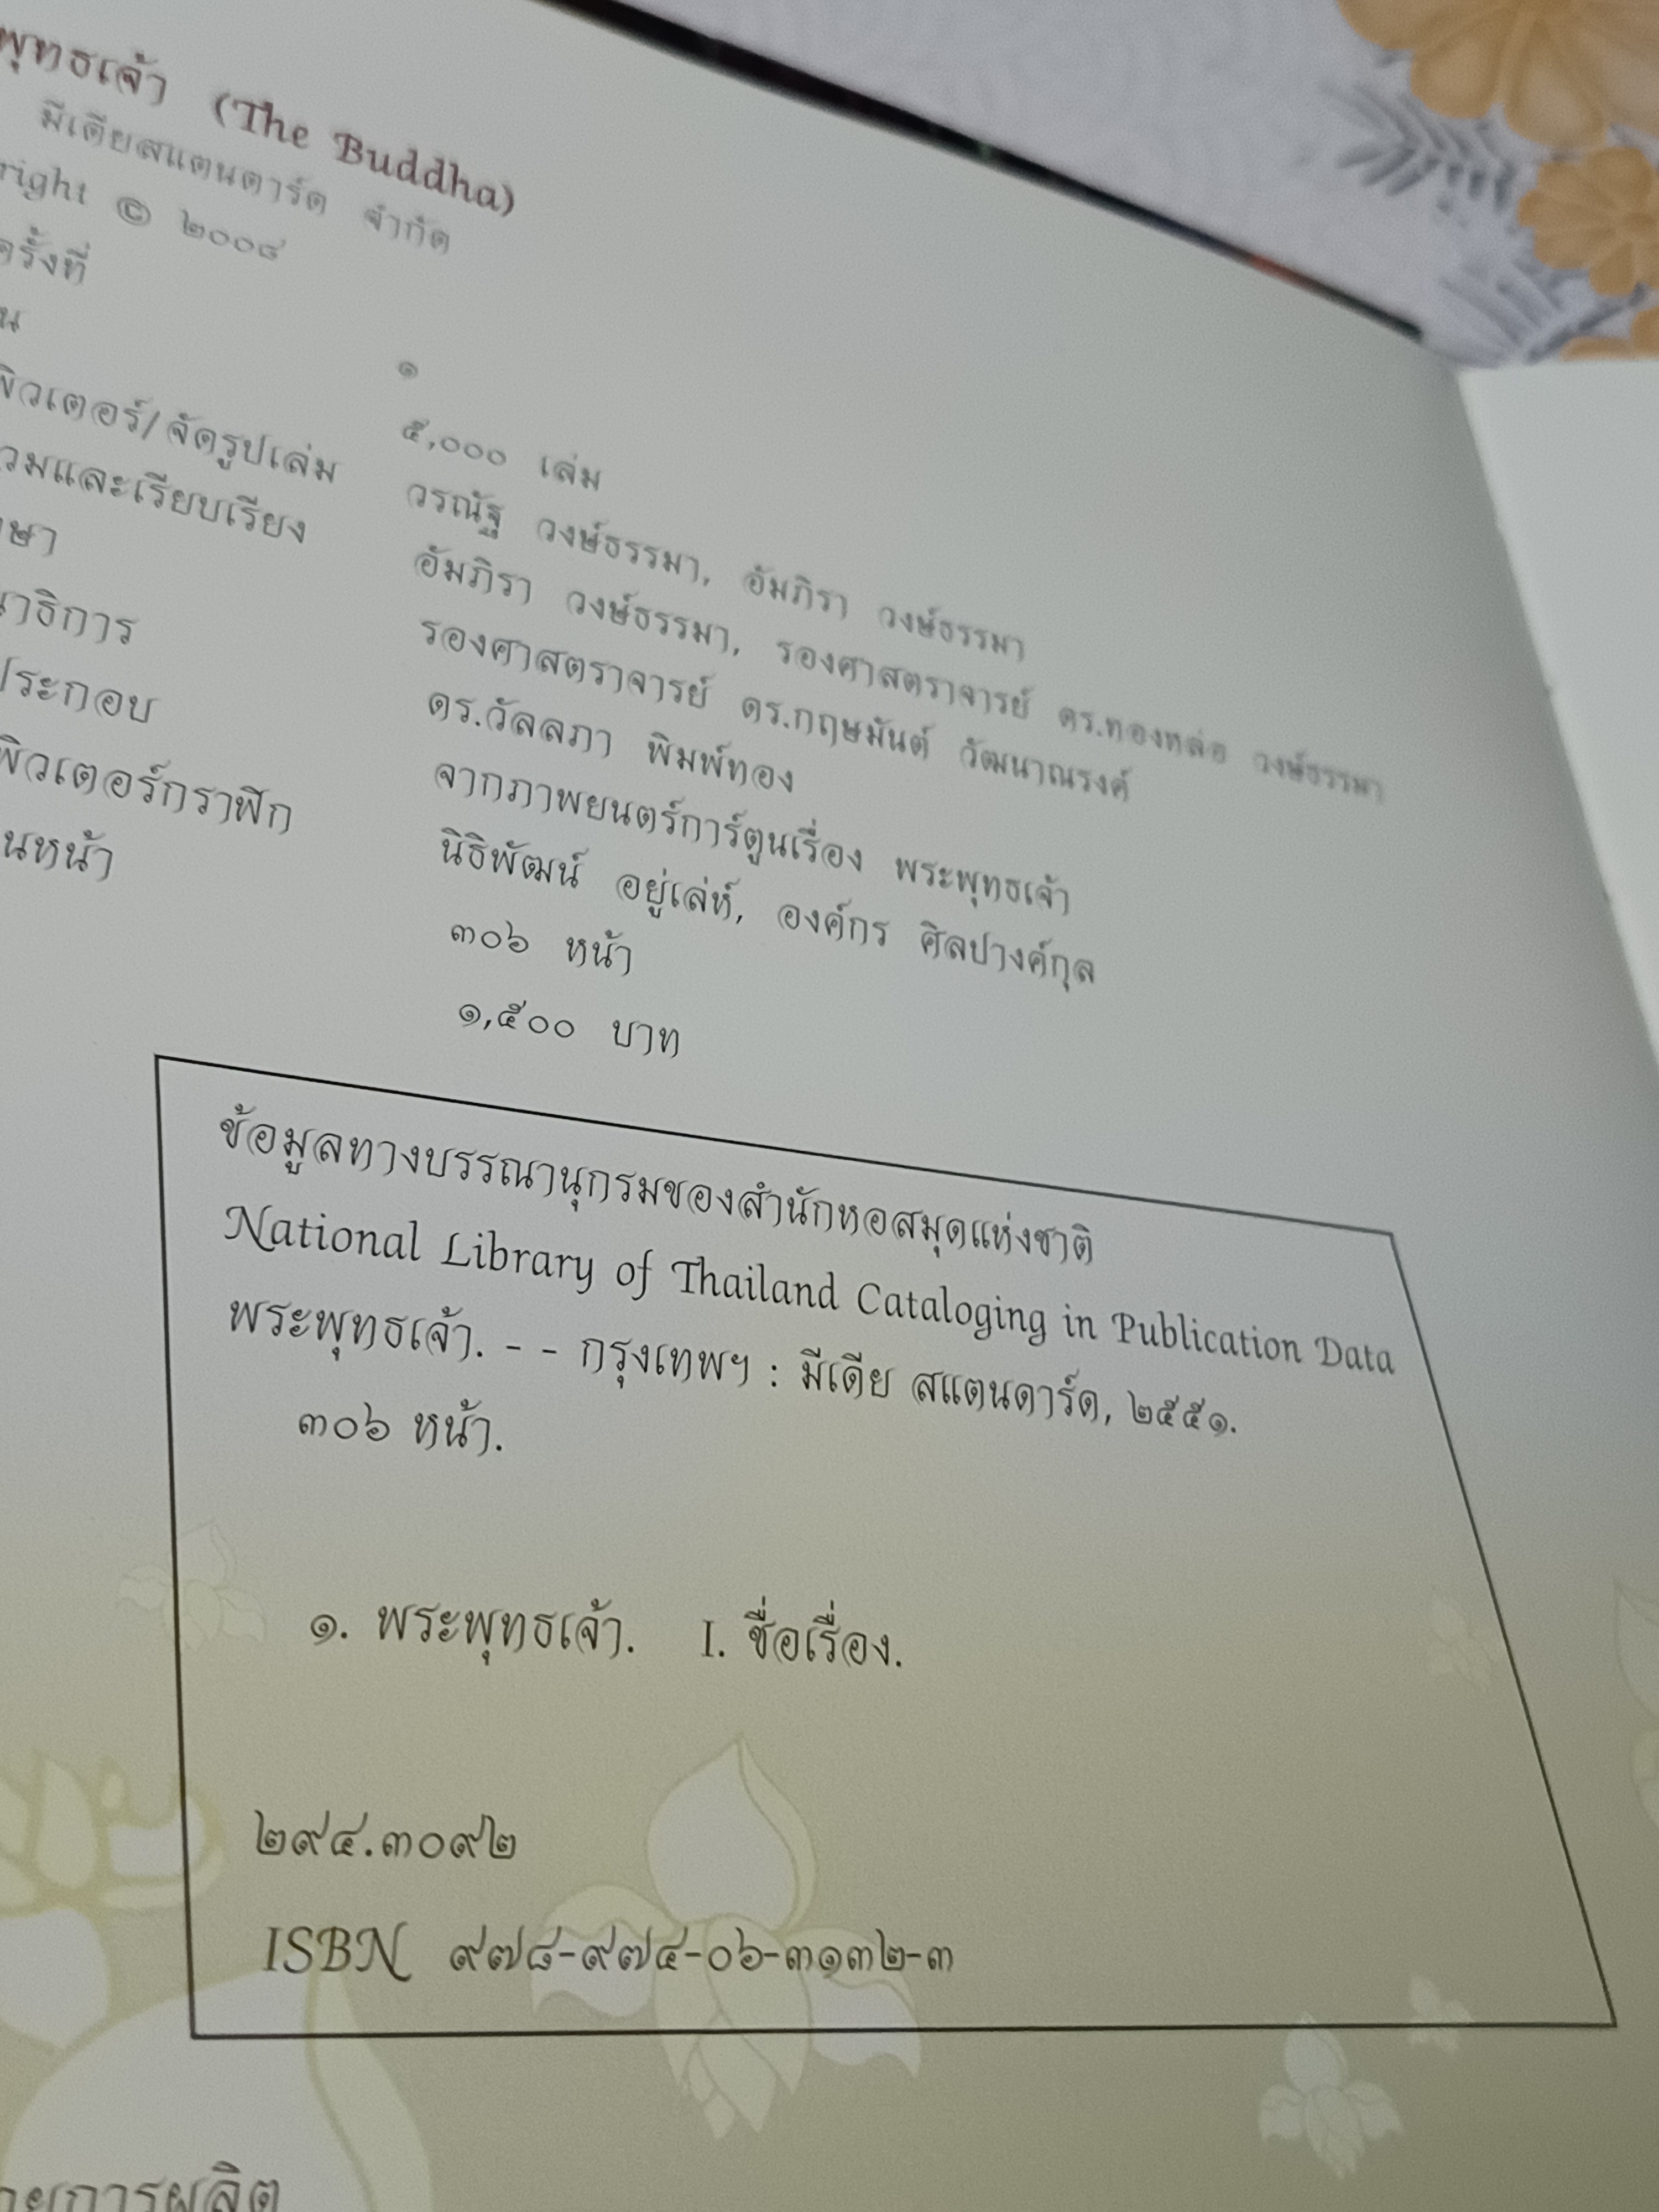 พุทธเจ้า (The Buddha)
มีเดียสแตนดาร์ด จำกัด
right © ๒๐๐๘
ครั้งที่ ๑
๕,๐๐๐ เล่ม
พิวเตอร์/จัดรูปเล่ม วรณัฐ วงษ์ธรรมา, อัมภิรา วงษ์ธรรมา
วมและเรียบเรียง อัมภิรา วงษ์ธรรมา, รองศาสตราจารย์ ดร.ทองหล่อ วงษ์ธรรมา
รองศาสตราจารย์ ดร.กฤษมันต์ วัฒนาณรงค์
าธิการ ดร.วัลลภา พิมพ์ทอง
ประกอบ จากภาพยนตร์การ์ตูนเรื่อง พระพุทธเจ้า
พิวเตอร์กราฟิก นิธิพัฒน์ อยู่เล่ห์, องค์กร ศิลปางค์กุล
นหน้า ๓๐๖ หน้า
๑,๕๐๐ บาท
ข้อมูลทางบรรณานุกรมของสำนักหอสมุดแห่งชาติ
National Library of Thailand Cataloging in Publication Data
พระพุทธเจ้า. - - กรุงเทพฯ : มีเดีย สแตนดาร์ด, ๒๕๕๑.
๓๐๖ หน้า.
๑. พระพุทธเจ้า. I. ชื่อเรื่อง.
๒๙๔.๓๐๙๒
ISBN ๙๗๘-๙๗๔-๐๖-๓๑๓๒-๓
ายการผลิต